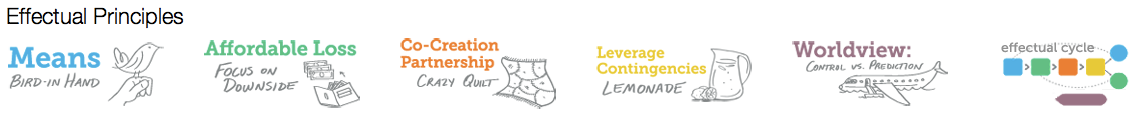 Effectual Principles
Means
BIRD-IN HAND
Affordable Loss
FOCUS ON
DOWNSIDE
Co-Creation
Partnership
CRAZY QUILT
Leverage
Contingencies
LEMONADE
Worldview:
CONTROL VS. PREDICTION
effectual cycle